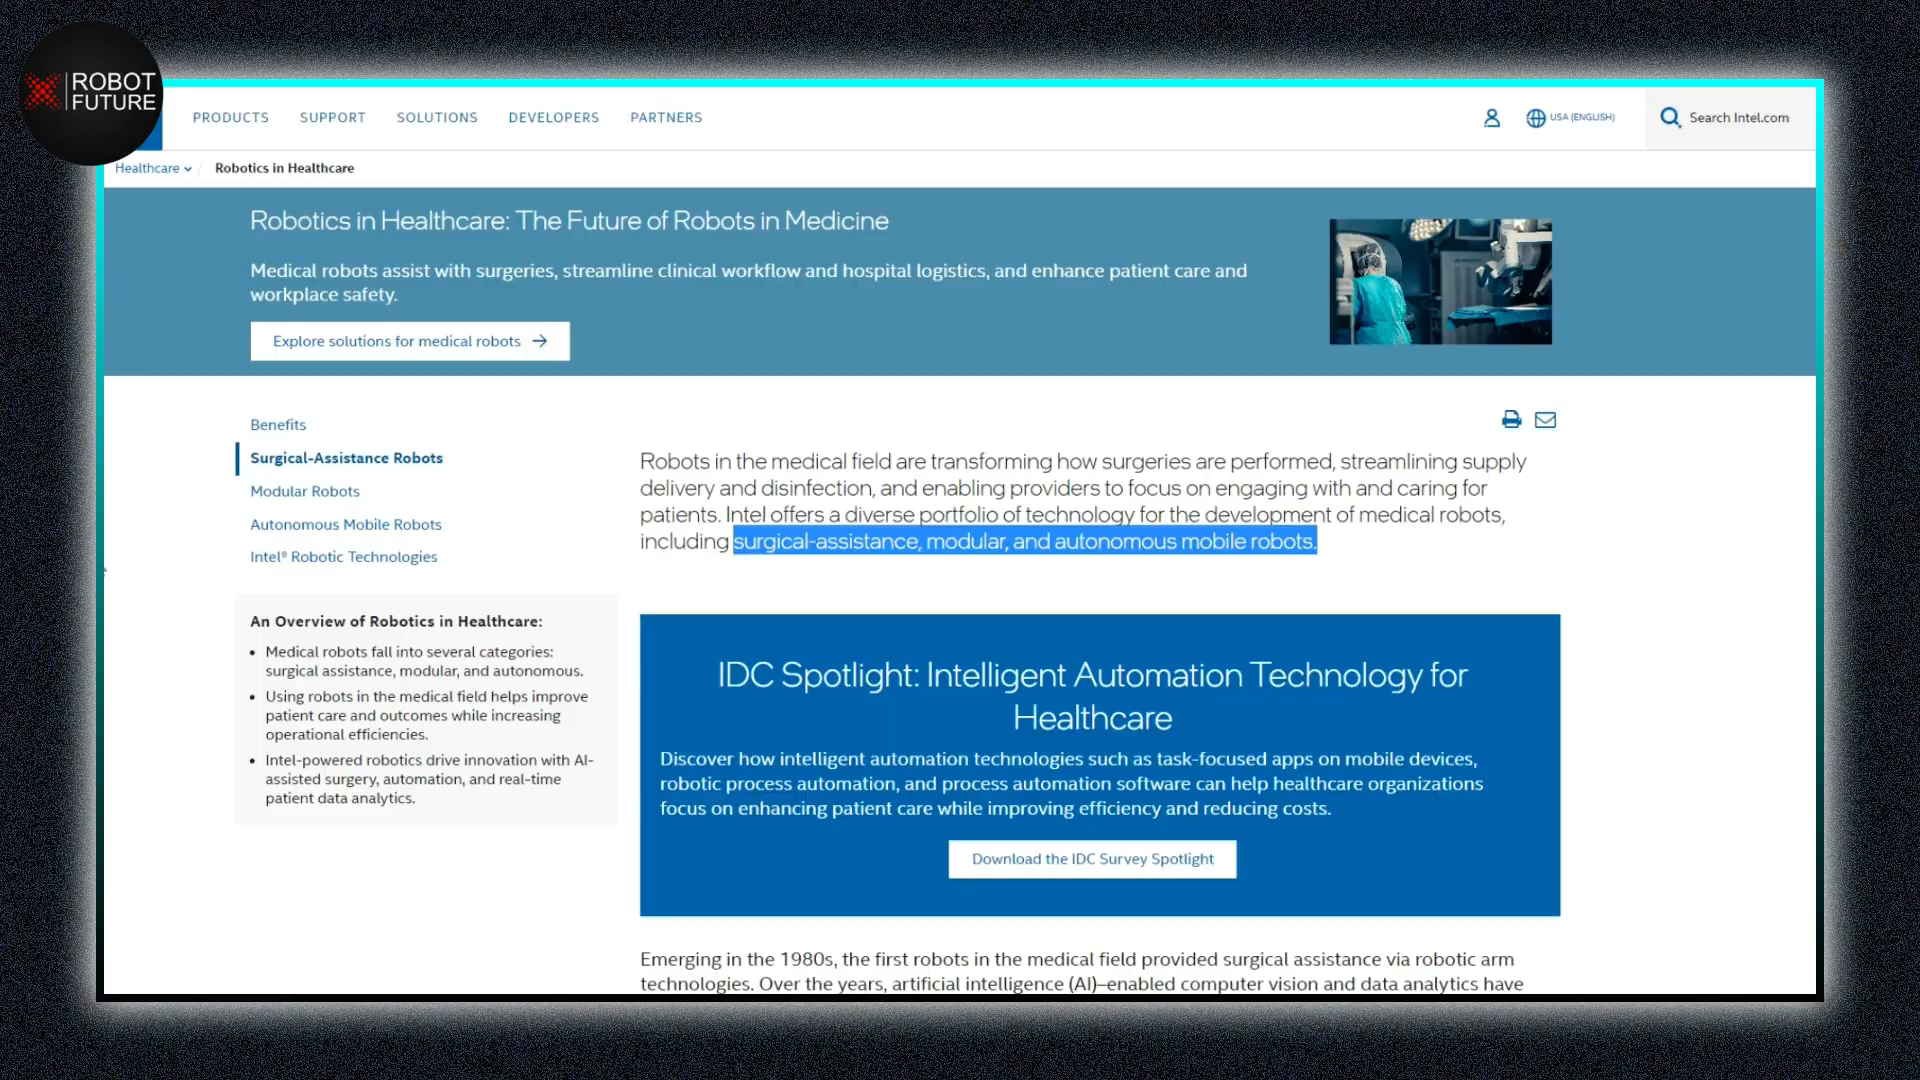 ROBOT
FUTURE
PRODUCTS
SUPPORT
SOLUTIONS
DEVELOPERS
PARTNERS
USA (ENGLISH)
Search Intel.com
Healthcare
/
Robotics in Healthcare
Robotics in Healthcare: The Future of Robots in Medicine
Medical robots assist with surgeries, streamline clinical workflow and hospital logistics, and enhance patient care and
workplace safety.
Explore solutions for medical robots →
Benefits
Surgical-Assistance Robots
Modular Robots
Autonomous Mobile Robots
Intel® Robotic Technologies
An Overview of Robotics in Healthcare:
• Medical robots fall into several categories:
surgical assistance, modular, and autonomous.
• Using robots in the medical field helps improve
patient care and outcomes while increasing
operational efficiencies.
• Intel-powered robotics drive innovation with AI-
assisted surgery, automation, and real-time
patient data analytics.
Robots in the medical field are transforming how surgeries are performed, streamlining supply
delivery and disinfection, and enabling providers to focus on engaging with and caring for
patients. Intel offers a diverse portfolio of technology for the development of medical robots,
including surgical-assistance, modular, and autonomous mobile robots.
IDC Spotlight: Intelligent Automation Technology for
Healthcare
Discover how intelligent automation technologies such as task-focused apps on mobile devices,
robotic process automation, and process automation software can help healthcare organizations
focus on enhancing patient care while improving efficiency and reducing costs.
Download the IDC Survey Spotlight
Emerging in the 1980s, the first robots in the medical field provided surgical assistance via robotic arm
technologies. Over the years, artificial intelligence (AI)–enabled computer vision and data analytics have